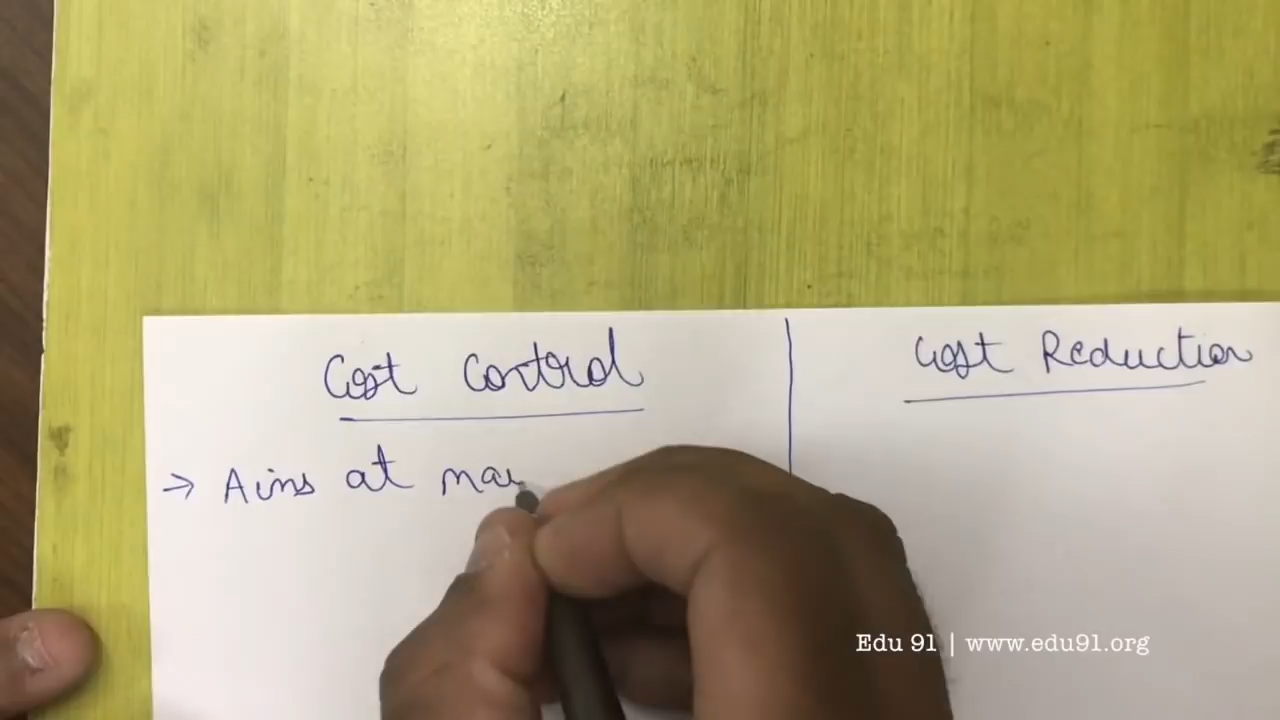 Cost Control
Cost Reduction
→ Aims at
Edu 91 | www.edu91.org